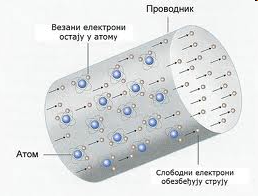 Проводник
Везани електрони
остају у атому
Атом
Слободни електрони
обезбеђују струју